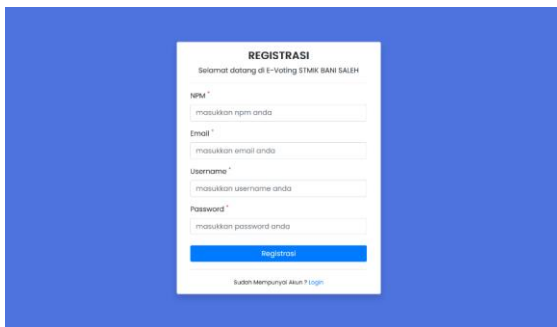 REGISTRASI
Selamat datang di E-Voting STMIK BANI SALEH
NPM *
masukkan npm anda
Email *
masukkan email anda
Username *
masukkan username anda
Password *
masukkan password anda
Registrasi
Sudah Mempunyai Akun ? Login